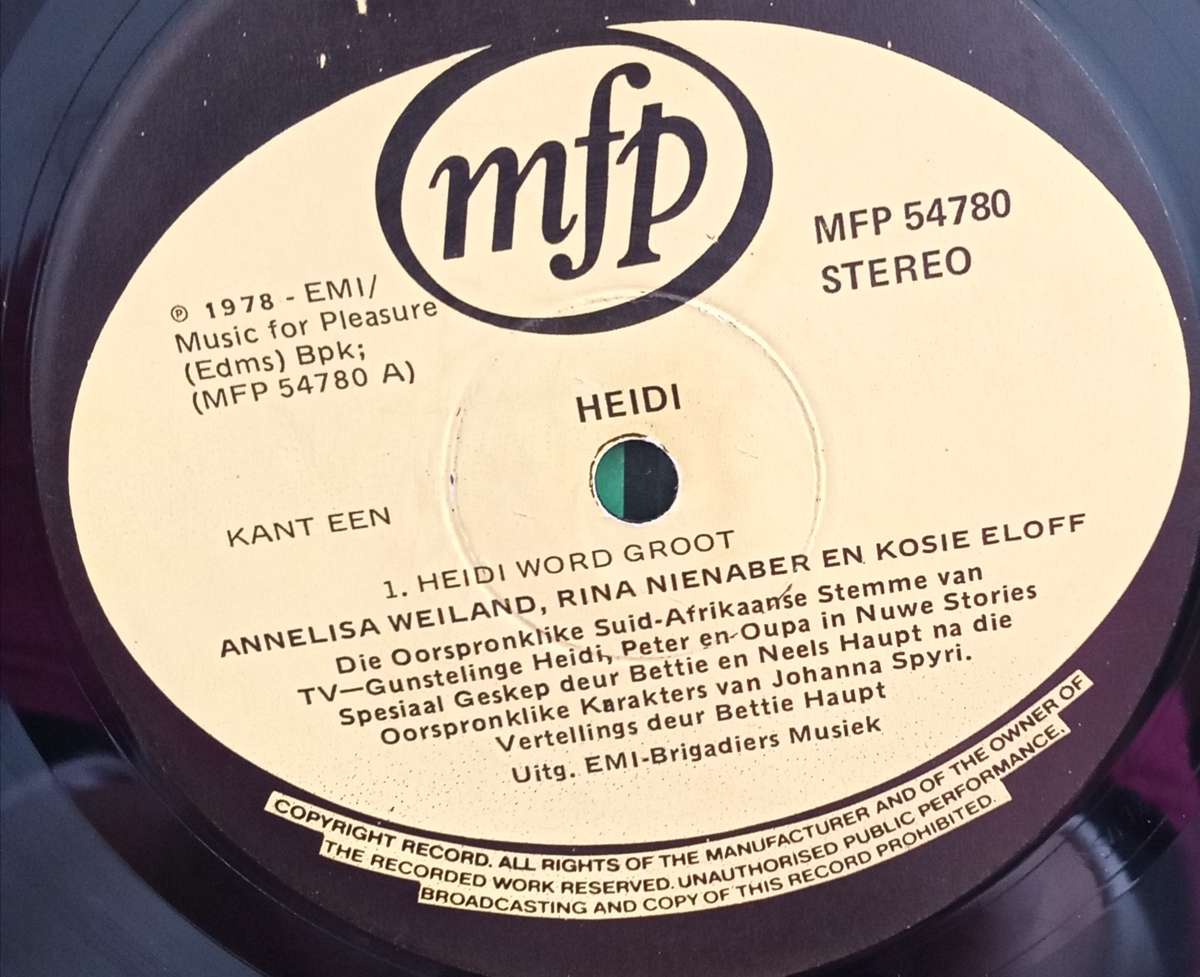 mfp
MFP 54780
STEREO
℗ 1978 - EMI/
Music for Pleasure
(Edms) Bpk;
(MFP 54780 A)
HEIDI
KANT EEN
1. HEIDI WORD GROOT
ANNELISA WEILAND, RINA NIENABER EN KOSIE ELOFF
Die Oorspronklike Suid-Afrikaanse Stemme van
TV—Gunstelinge Heidi, Peter en Oupa in Nuwe Stories
Spesiaal Geskep deur Bettie en Neels Haupt na die
Oorspronklike Karakters van Johanna Spyri.
Vertellings deur Bettie Haupt
Uitg. EMI-Brigadiers Musiek
COPYRIGHT RECORD. ALL RIGHTS OF THE MANUFACTURER AND OF THE OWNER OF
THE RECORDED WORK RESERVED. UNAUTHORISED PUBLIC PERFORMANCE,
BROADCASTING AND COPY OF THIS RECORD PROHIBITED.